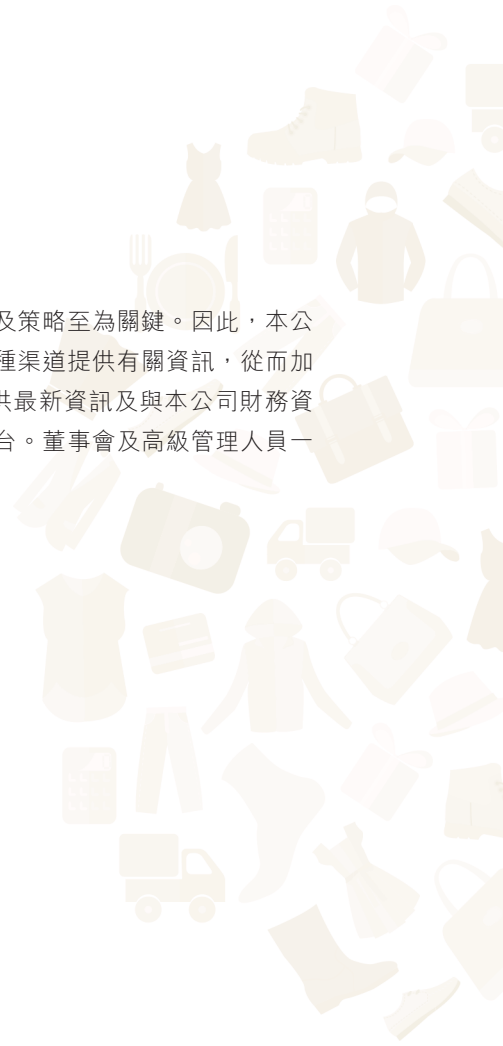 及策略至為關鍵。因此，本公
種渠道提供有關資訊，從而加
供最新資訊及與本公司財務資
台。董事會及高級管理人員一